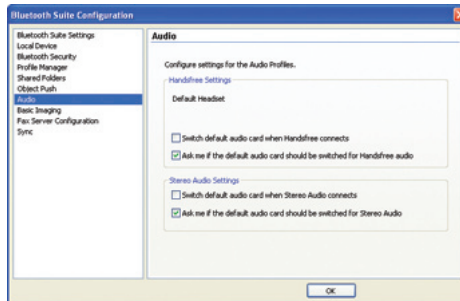 Bluetooth Suite Configuration
Bluetooth Suite Settings
Local Device
Bluetooth Security
Profile Manager
Shared Folders
Object Push
Audio
Basic Imaging
Fax Server Configuration
Sync
Audio
Configure settings for the Audio Profiles.
Handsfree Settings
Default Headset
Switch default audio card when Handsfree connects
Ask me if the default audio card should be switched for Handsfree audio
Stereo Audio Settings
Switch default audio card when Stereo Audio connects
Ask me if the default audio card should be switched for Stereo Audio
OK